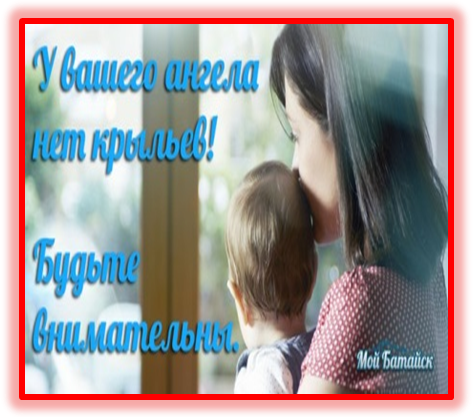 У вашего ангела
нет крыльев!
Будьте
внимательны.
Мой Батайск